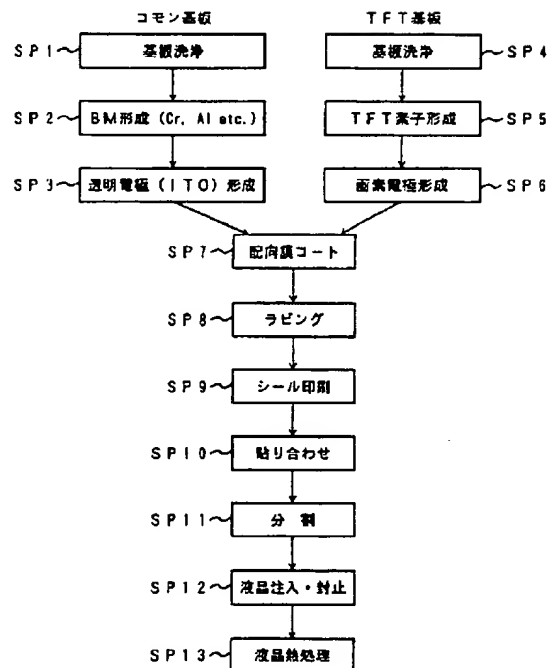 コモン基板
TFT基板
SP1 基板洗浄
SP4 基板洗浄
SP2 BM形成(Cr, Al etc.)
SP5 TFT素子形成
SP3 透明電極(ITO)形成
SP6 画素電極形成
SP7 配向膜コート
SP8 ラビング
SP9 シール印刷
SP10 貼り合わせ
SP11 分 割
SP12 液晶注入・封止
SP13 液晶熱処理